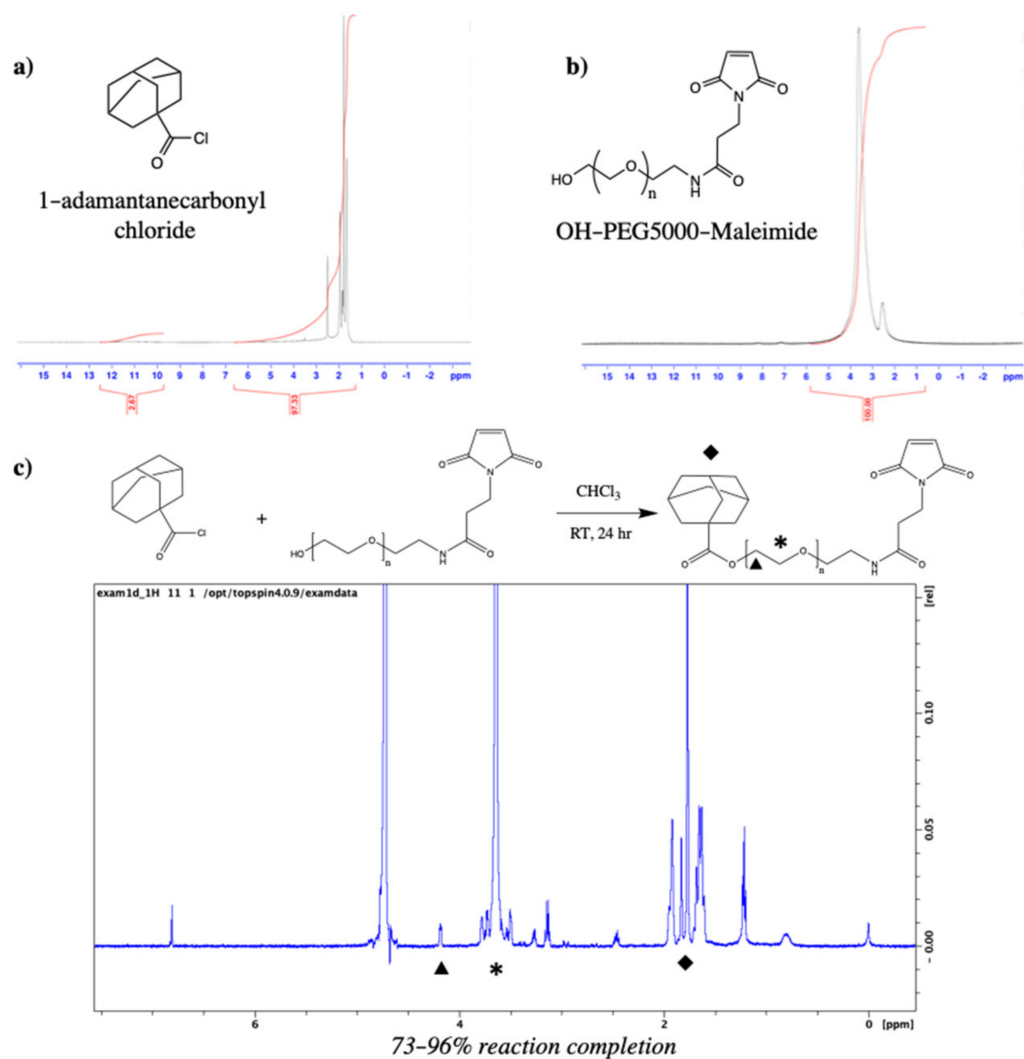 a)
Cl
O
1-adamantanecarbonyl
chloride
15 14 13 12 11 10 9 8 7 6 5 4 3 2 1 0 -1 -2 ppm
2.67
97.33
b)
O N O
HO O n N H O
OH-PEG5000-Maleimide
15 14 13 12 11 10 9 8 7 6 5 4 3 2 1 0 -1 -2 ppm
100.00
c)
O Cl
+
HO O n N H O
O N O
CHCl3
RT, 24 hr
◆
O O ▲ * O n N H O
O N O
exam1d_1H 11 1 /opt/topspin4.0.9/examdata
[rel]
0.10
0.05
0.00
▲ * ◆
6 4 2 0 [ppm]
73-96% reaction completion